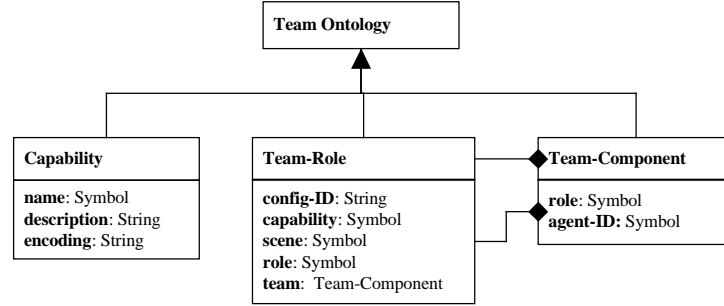 Team Ontology
Capability
name: Symbol
description: String
encoding: String
Team-Role
config-ID: String
capability: Symbol
scene: Symbol
role: Symbol
team: Team-Component
Team-Component
role: Symbol
agent-ID: Symbol